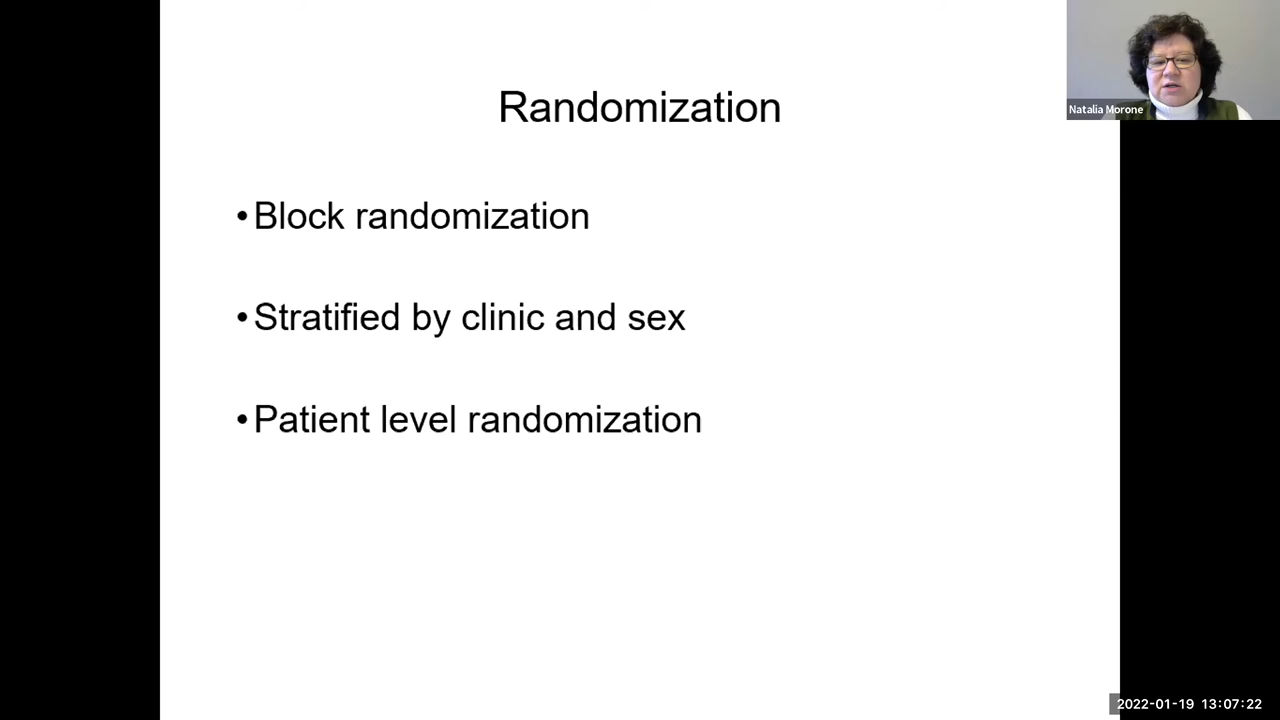 Randomization
Natalia Morone
• Block randomization
• Stratified by clinic and sex
• Patient level randomization
2022-01-19 13:07:22